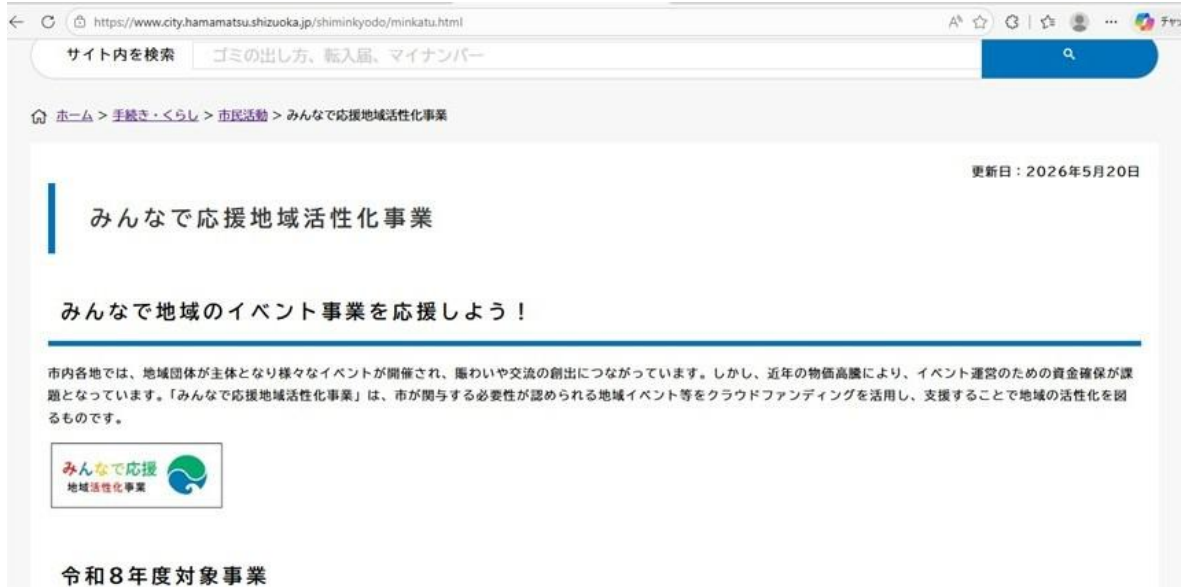 https://www.city.hamamatsu.shizuoka.jp/shiminkyodo/minkatu.html
サイト内を検索 ゴミの出し方、転入届、マイナンバー
ホーム > 手続き・くらし > 市民活動 > みんなで応援地域活性化事業
更新日：2026年5月20日
みんなで応援地域活性化事業
みんなで地域のイベント事業を応援しよう！
市内各地では、地域団体が主体となり様々なイベントが開催され、賑わいや交流の創出につながっています。しかし、近年の物価高騰により、イベント運営のための資金確保が課
題となっています。「みんなで応援地域活性化事業」は、市が関与する必要性が認められる地域イベント等をクラウドファンディングを活用し、支援することで地域の活性化を図
るものです。
みんなで応援
地域活性化事業
令和8年度対象事業